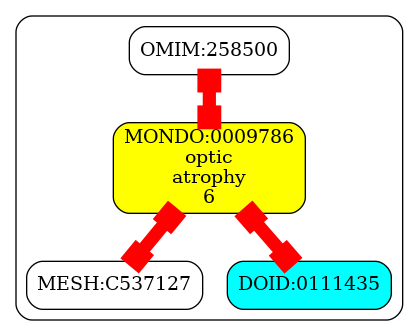 OMIM:258500
MONDO:0009786
optic
atrophy
6
MESH:C537127
DOID:0111435